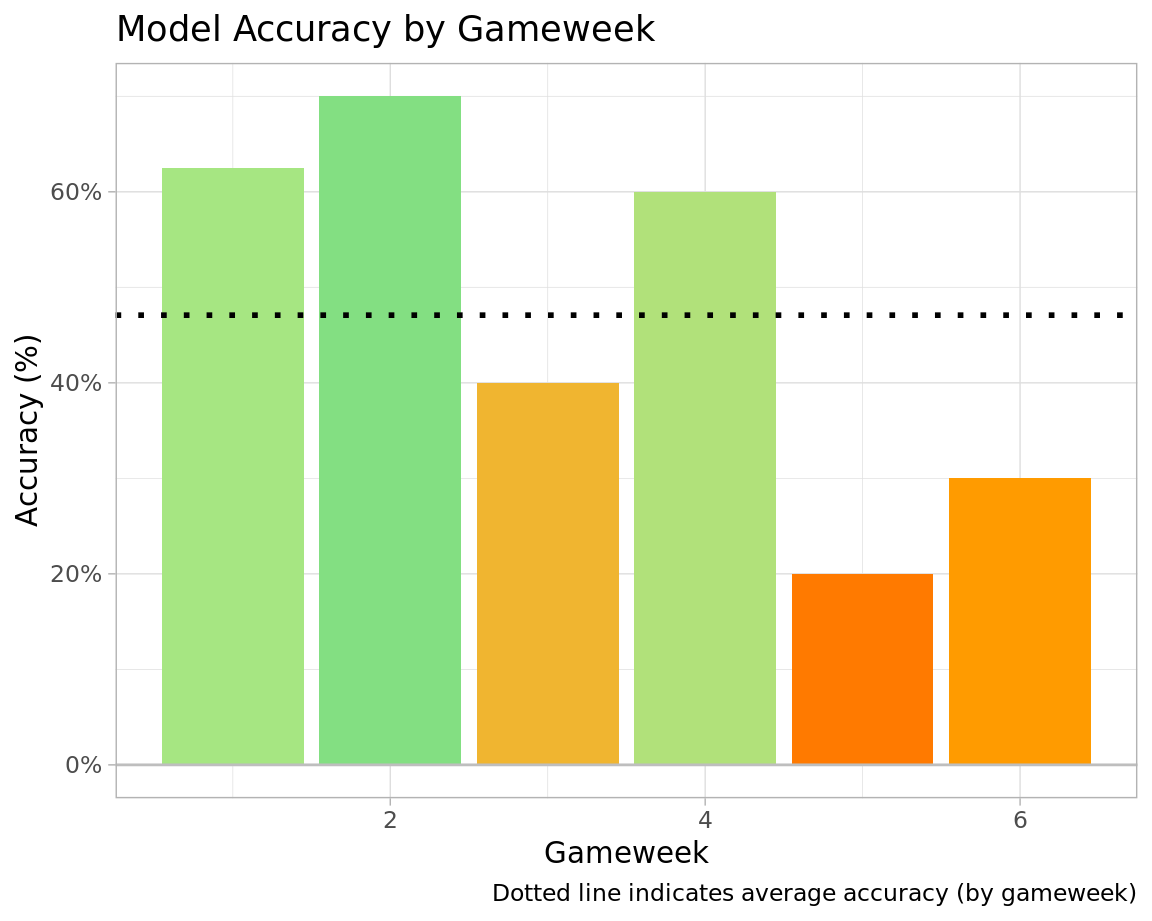 Model Accuracy by Gameweek
Accuracy (%)
60%
40%
20%
0%
2 4 6
Gameweek
Dotted line indicates average accuracy (by gameweek)